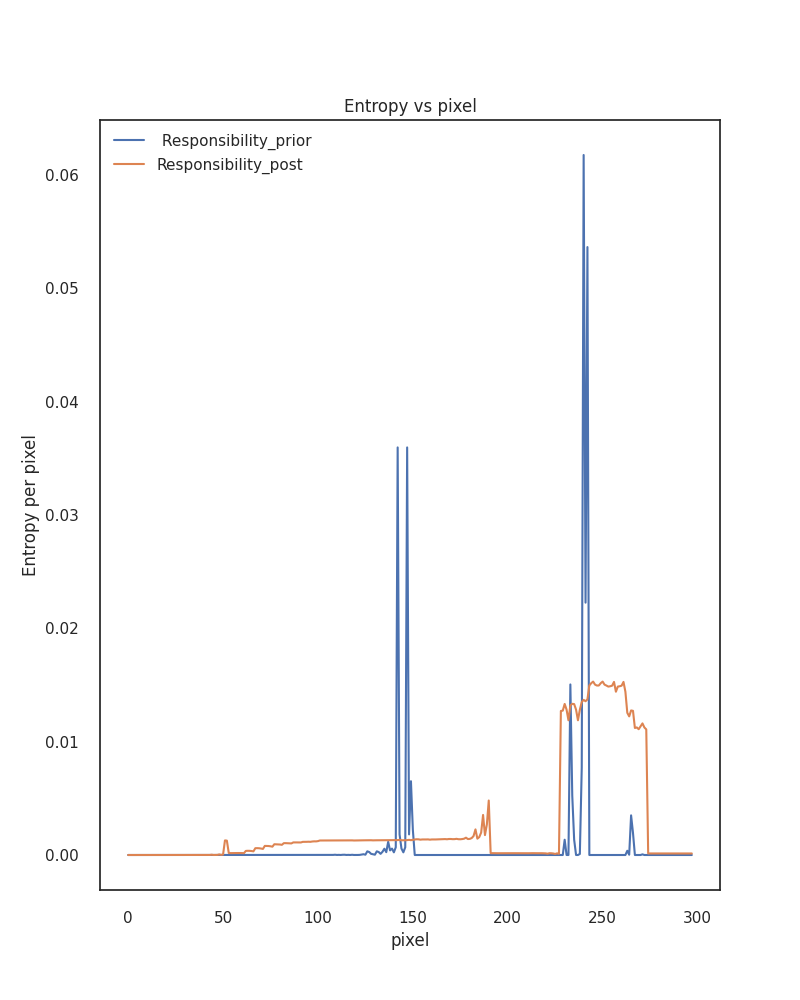 Entropy vs pixel
Responsibility_prior
Responsibility_post
0.06
0.05
0.04
0.03
0.02
0.01
0.00
Entropy per pixel
0 50 100 150 200 250 300
pixel